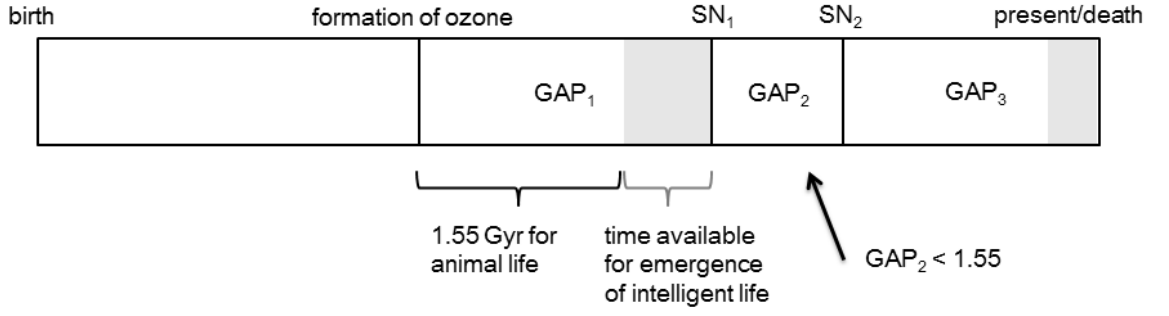 birth formation of ozone SN₁ SN₂ present/death
GAP₁ GAP₂ GAP₃
1.55 Gyr for
animal life
time available
for emergence
of intelligent life
GAP₂ < 1.55